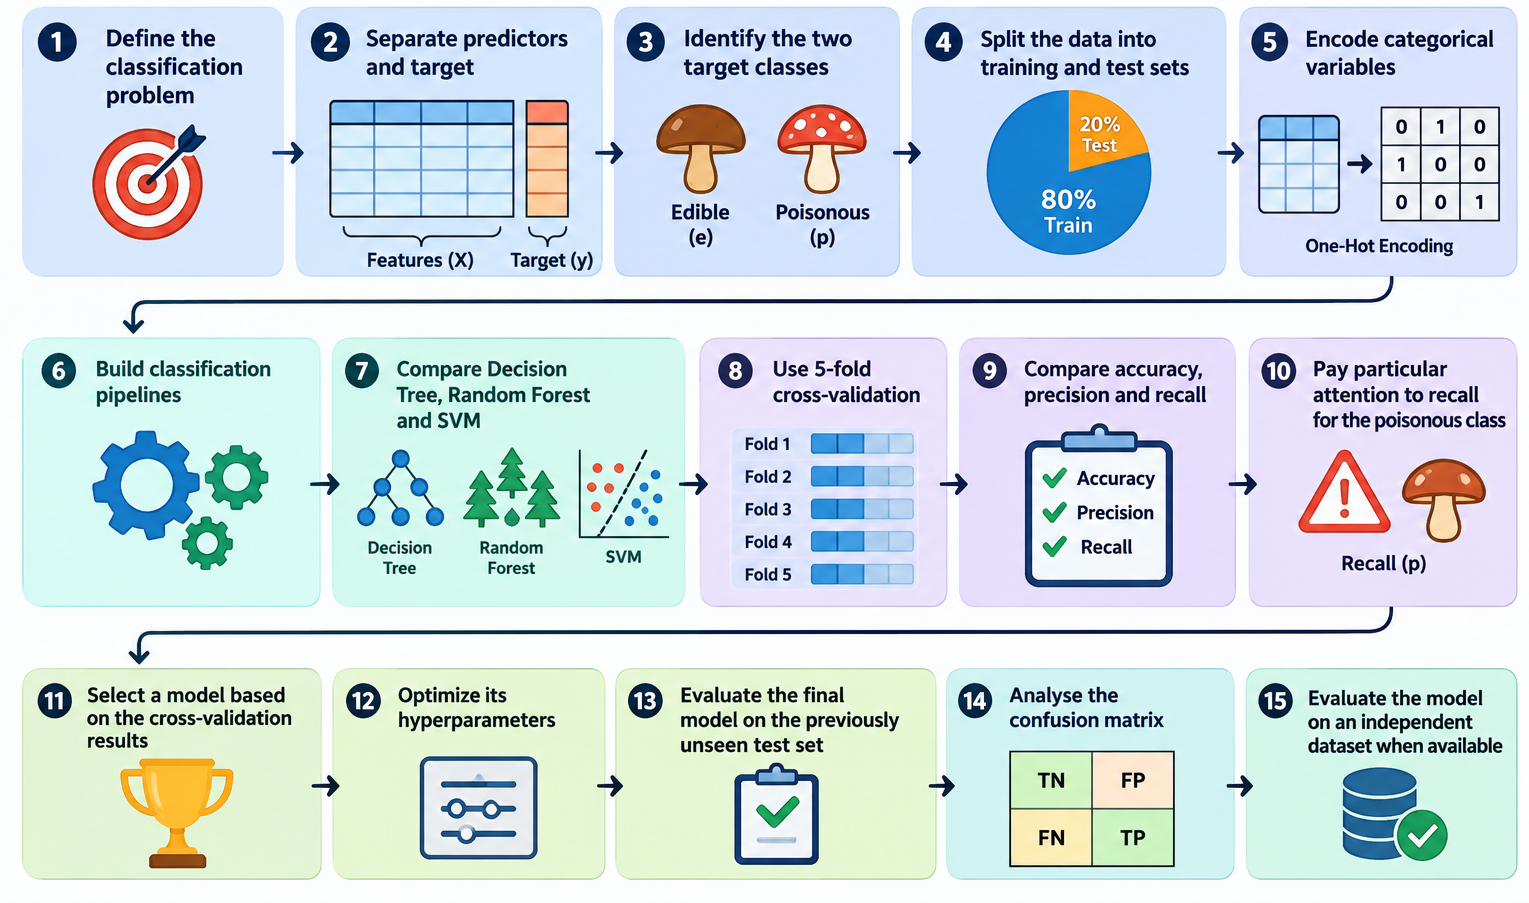 1
Define the
classification
problem
2
Separate predictors
and target
Features (X)
Target (y)
3
Identify the two
target classes
Edible
(e)
Poisonous
(p)
4
Split the data into
training and test sets
20%
Test
80%
Train
5
Encode categorical
variables
0 1 0
1 0 0
0 0 1
One-Hot Encoding
6
Build classification
pipelines
7
Compare Decision
Tree, Random Forest
and SVM
Decision
Tree
Random
Forest
SVM
8
Use 5-fold
cross-validation
Fold 1
Fold 2
Fold 3
Fold 4
Fold 5
9
Compare accuracy,
precision and recall
Accuracy
Precision
Recall
10
Pay particular
attention to recall
for the poisonous class
Recall (p)
11
Select a model based
on the cross-validation
results
12
Optimize its
hyperparameters
13
Evaluate the final
model on the previously
unseen test set
14
Analyse the
confusion matrix
TN FP
FN TP
15
Evaluate the model
on an independent
dataset when available